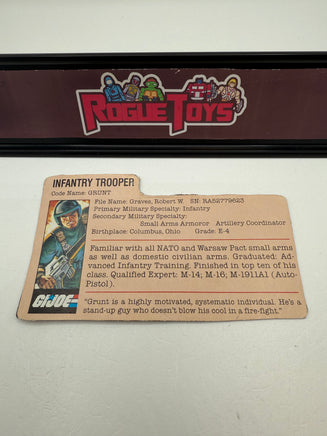 ROGUE TOYS
INFANTRY TROOPER
Code Name: GRUNT
File Name: Graves, Robert W. SN: RA52779623
Primary Military Specialty: Infantry
Secondary Military Specialty:
Small Arms Armoror Artillery Coordinator
Birthplace: Columbus, Ohio Grade: E-4
Familiar with all NATO and Warsaw Pact small arms
as well as domestic civilian arms. Graduated: Ad-
vanced Infantry Training. Finished in top ten of his
class. Qualified Expert: M-14; M-16; M-1911A1 (Auto-
Pistol).
G.I. JOE
"Grunt is a highly motivated, systematic individual. He's a
stand-up guy who doesn't blow his cool in a fire-fight."